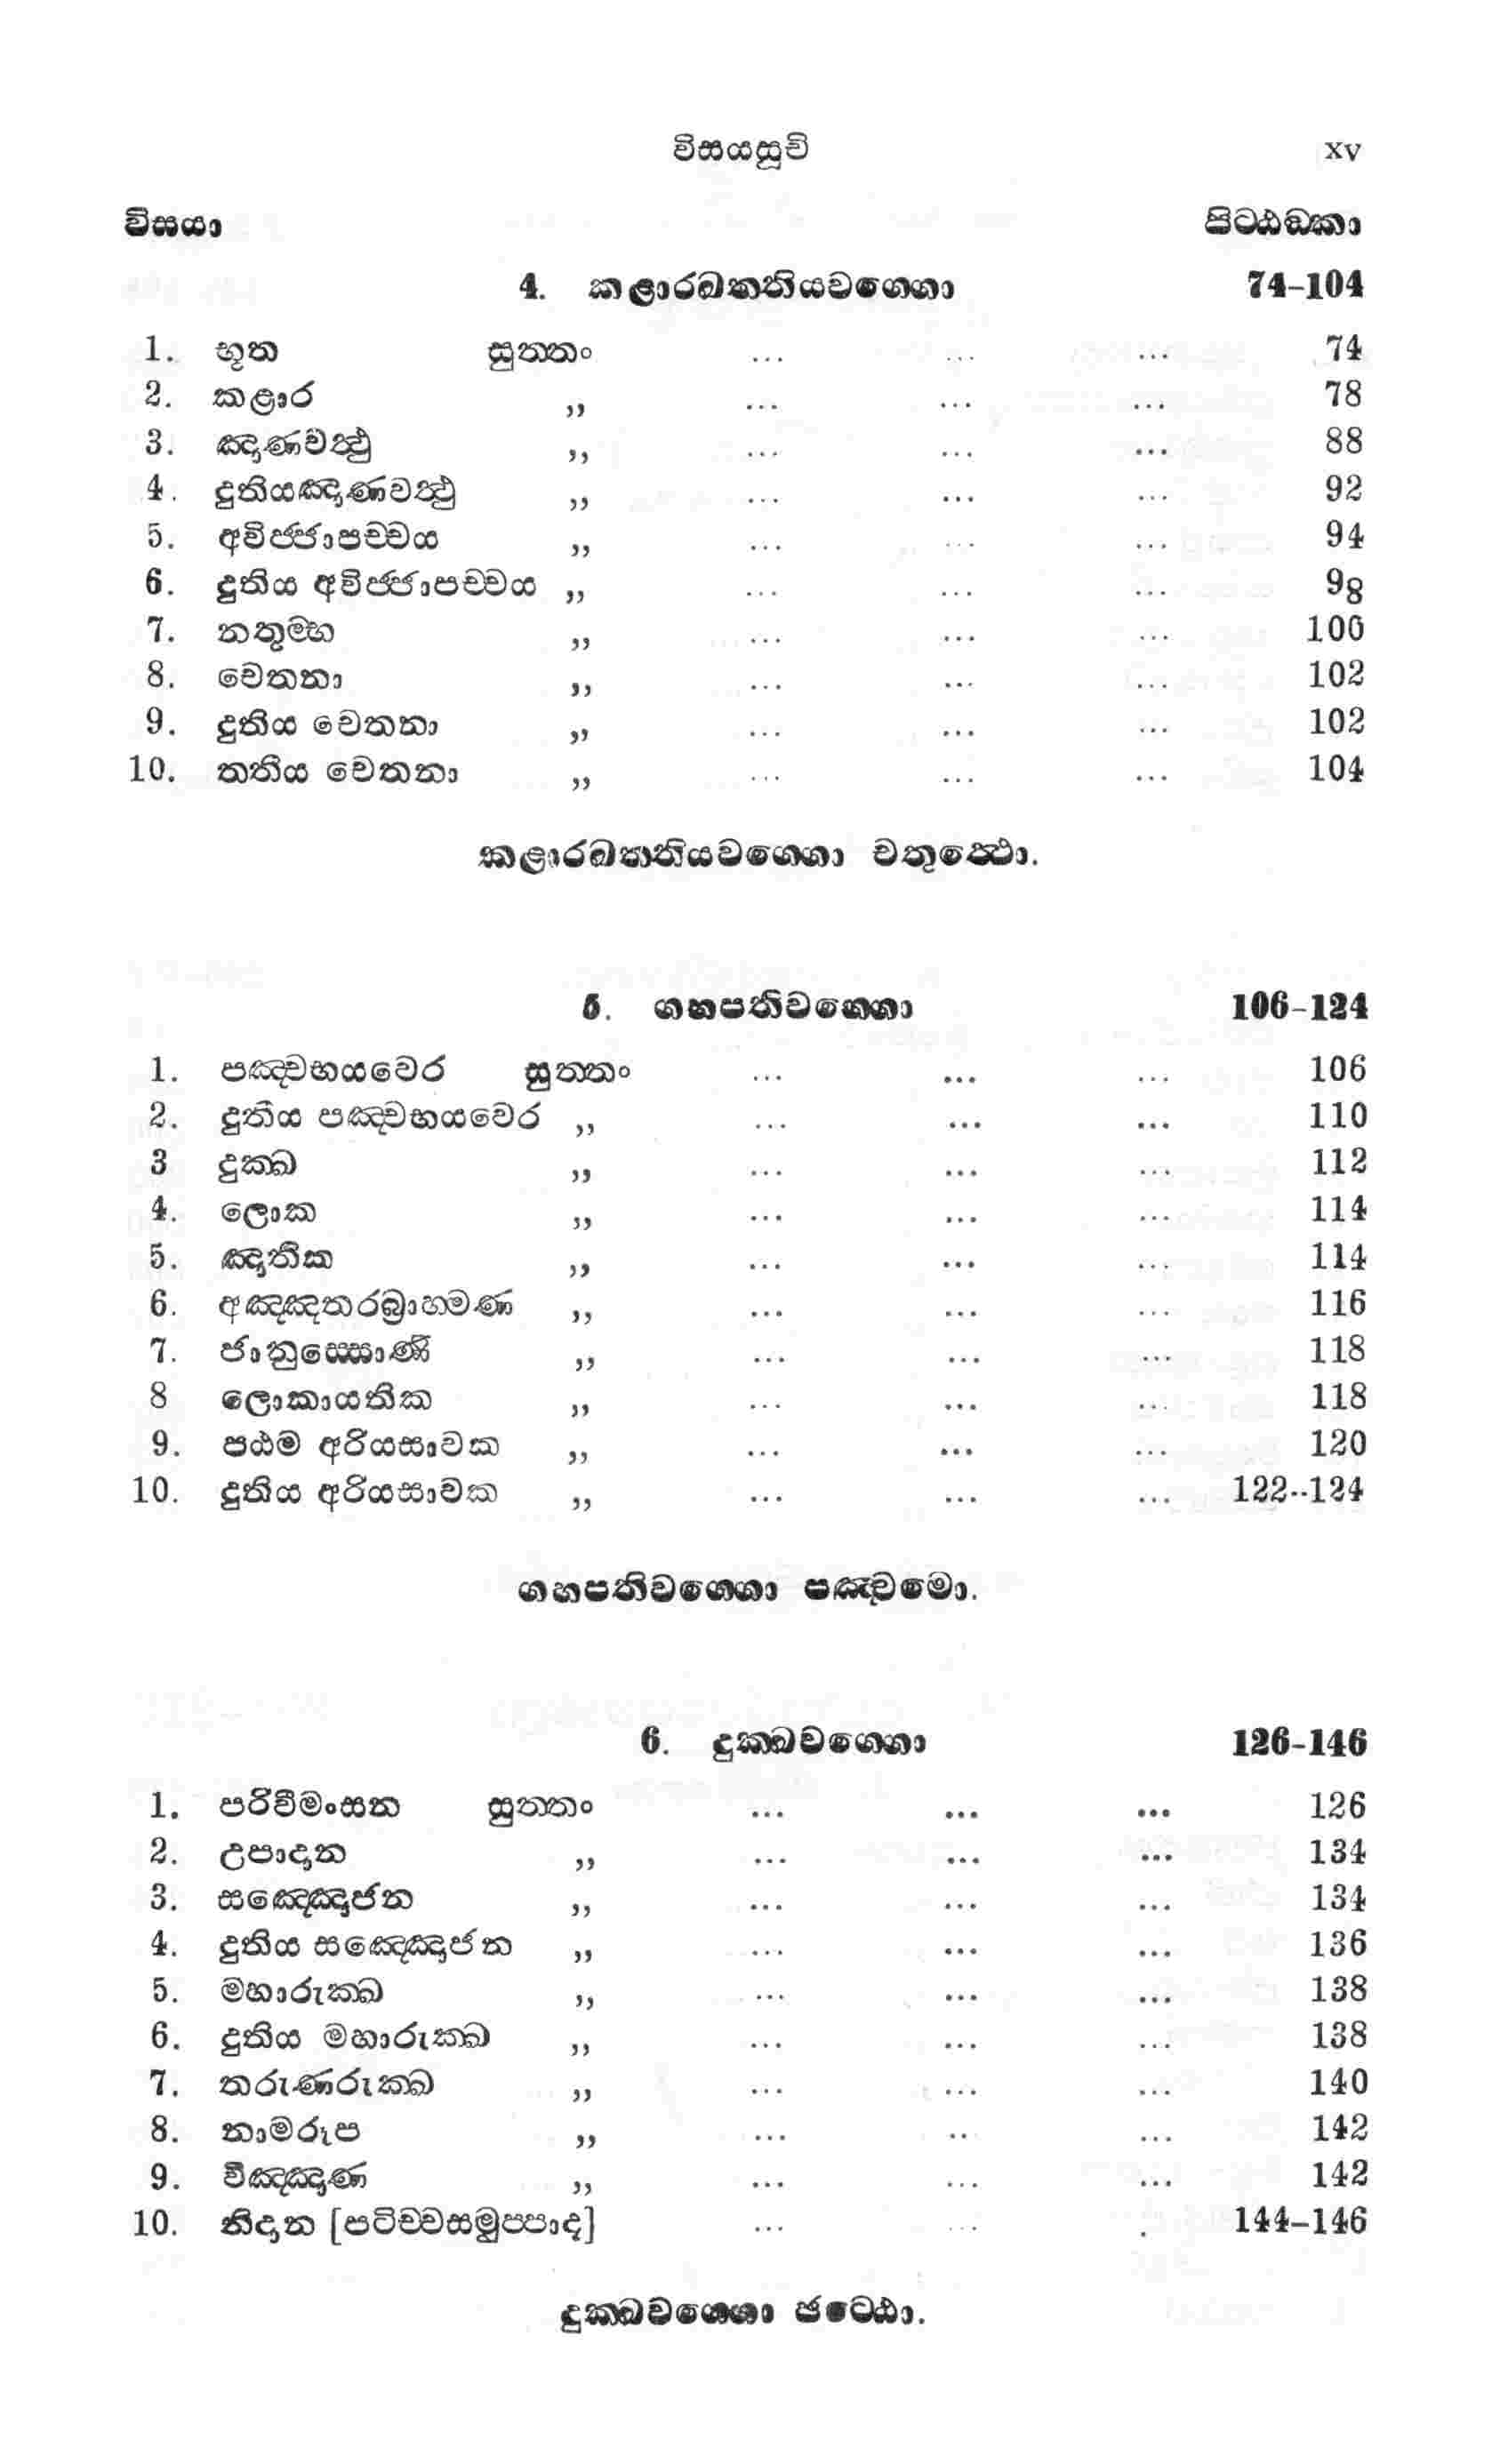 විසයසූචි xv
විසයා පිට්ඨඞ්කා
4. කළාරඛත්තියවග්ගො 74-104
1. භූත සුත්තං ... ... ... 74
2. කළාර ,, ... ... ... 78
3. ඤාණවත්ථු ,, ... ... ... 88
4. දුතියඤාණවත්ථු ,, ... ... ... 92
5. අවිජ්ජාපච්චය ,, ... ... ... 94
6. දුතිය අවිජ්ජාපච්චය ,, ... ... ... 98
7. නතුම්භ ,, ... ... ... 100
8. චෙතනා ,, ... ... ... 102
9. දුතිය චෙතනා ,, ... ... ... 102
10. තතිය චෙතනා ,, ... ... ... 104
කළාරඛත්තියවග්ගො චතුත්ථො.
5. ගහපතිවග්ගො 106-124
1. පඤ්චභයවෙර සුත්තං ... ... ... 106
2. දුතිය පඤ්චභයවෙර ,, ... ... ... 110
3 දුක්ඛ ,, ... ... ... 112
4. ලොක ,, ... ... ... 114
5. ඤාතික ,, ... ... ... 114
6. අඤ්ඤතරබ්‍රාහමණ ,, ... ... ... 116
7. ජානුස්සොණි ,, ... ... ... 118
8 ලොකායතික ,, ... ... ... 118
9. පඨම අරියසාවක ,, ... ... ... 120
10. දුතිය අරියසාවක ,, ... ... ... 122--124
ගහපතිවග්ගො පඤ්චමො.
6. දුක්ඛවග්ගො 126-146
1. පරිවීමංසන සුත්තං ... ... ... 126
2. උපාදාන ,, ... ... ... 134
3. සඤ්ඤොජන ,, ... ... ... 134
4. දුතිය සඤ්ඤොජන ,, ... ... ... 136
5. මහාරුක්ඛ ,, ... ... ... 138
6. දුතිය මහාරුක්ඛ ,, ... ... ... 138
7. තරුණරුක්ඛ ,, ... ... ... 140
8. නාමරූප ,, ... .. ... 142
9. විඤ්ඤාණ ,, ... ... ... 142
10. නිදාන [පටිච්චසමුප්පාද] ... ... . 144-146
දුක්ඛවග්ගො ඡට්ඨො.